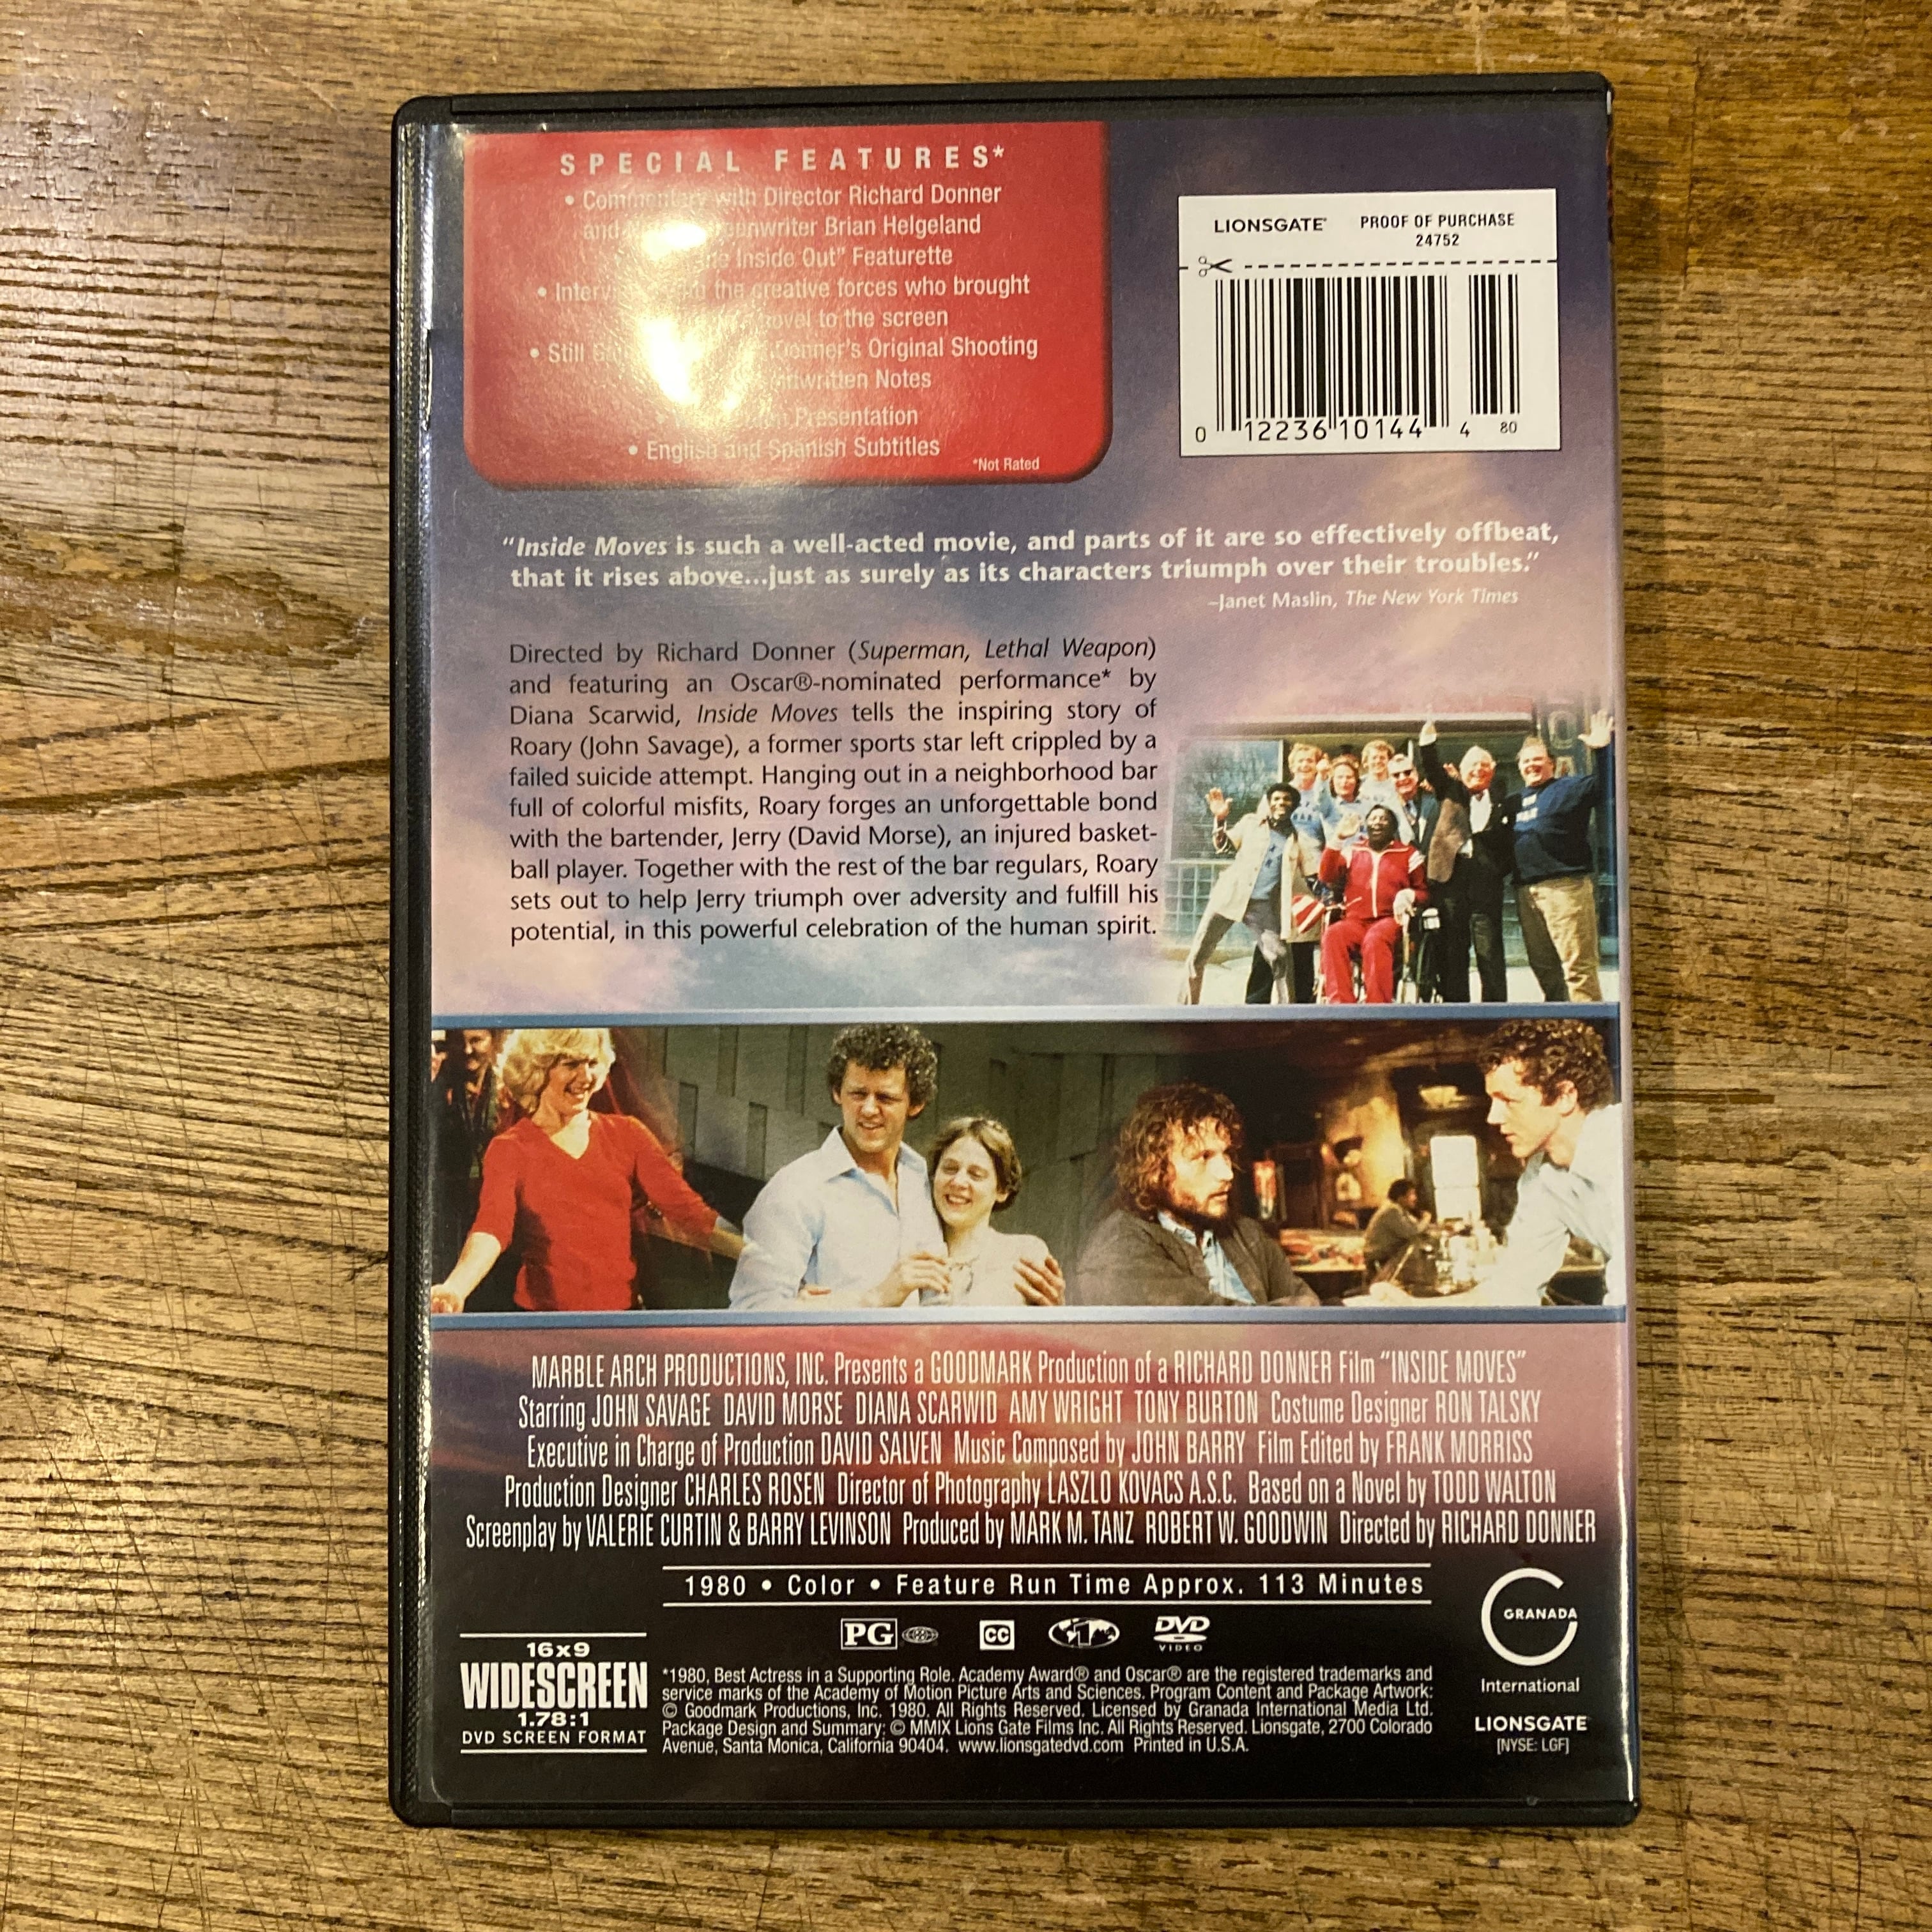 SPECIAL FEATURES*
• Commentary with Director Richard Donner
and Screenwriter Brian Helgeland
Inside Out" Featurette
• the creative forces who brought
novel to the screen
• Still Donner's Original Shooting
Notes
Presentation
• English and Spanish Subtitles
*Not Rated
LIONSGATE® PROOF OF PURCHASE
24752
0 12236 10144 4 80
"Inside Moves is such a well-acted movie, and parts of it are so effectively offbeat,
that it rises above...just as surely as its characters triumph over their troubles."
–Janet Maslin, The New York Times
Directed by Richard Donner (Superman, Lethal Weapon)
and featuring an Oscar®-nominated performance* by
Diana Scarwid, Inside Moves tells the inspiring story of
Roary (John Savage), a former sports star left crippled by a
failed suicide attempt. Hanging out in a neighborhood bar
full of colorful misfits, Roary forges an unforgettable bond
with the bartender, Jerry (David Morse), an injured basket-
ball player. Together with the rest of the bar regulars, Roary
sets out to help Jerry triumph over adversity and fulfill his
potential, in this powerful celebration of the human spirit.
MARBLE ARCH PRODUCTIONS, INC. Presents a GOODMARK Production of a RICHARD DONNER Film "INSIDE MOVES"
Starring JOHN SAVAGE DAVID MORSE DIANA SCARWID AMY WRIGHT TONY BURTON Costume Designer RON TALSKY
Executive in Charge of Production DAVID SALVEN Music Composed by JOHN BARRY Film Edited by FRANK MORRISS
Production Designer CHARLES ROSEN Director of Photography LASZLO KOVACS A.S.C. Based on a Novel by TODD WALTON
Screenplay by VALERIE CURTIN & BARRY LEVINSON Produced by MARK M. TANZ ROBERT W. GOODWIN Directed by RICHARD DONNER
1980 • Color • Feature Run Time Approx. 113 Minutes
PG CC 1 DVD VIDEO
16x9
WIDESCREEN
1.78:1
DVD SCREEN FORMAT
*1980, Best Actress in a Supporting Role. Academy Award® and Oscar® are the registered trademarks and
service marks of the Academy of Motion Picture Arts and Sciences. Program Content and Package Artwork:
© Goodmark Productions, Inc. 1980. All Rights Reserved. Licensed by Granada International Media Ltd.
Package Design and Summary: © MMIX Lions Gate Films Inc. All Rights Reserved. Lionsgate, 2700 Colorado
Avenue, Santa Monica, California 90404. www.lionsgatedvd.com Printed in U.S.A.
GRANADA
International
LIONSGATE
[NYSE: LGF]